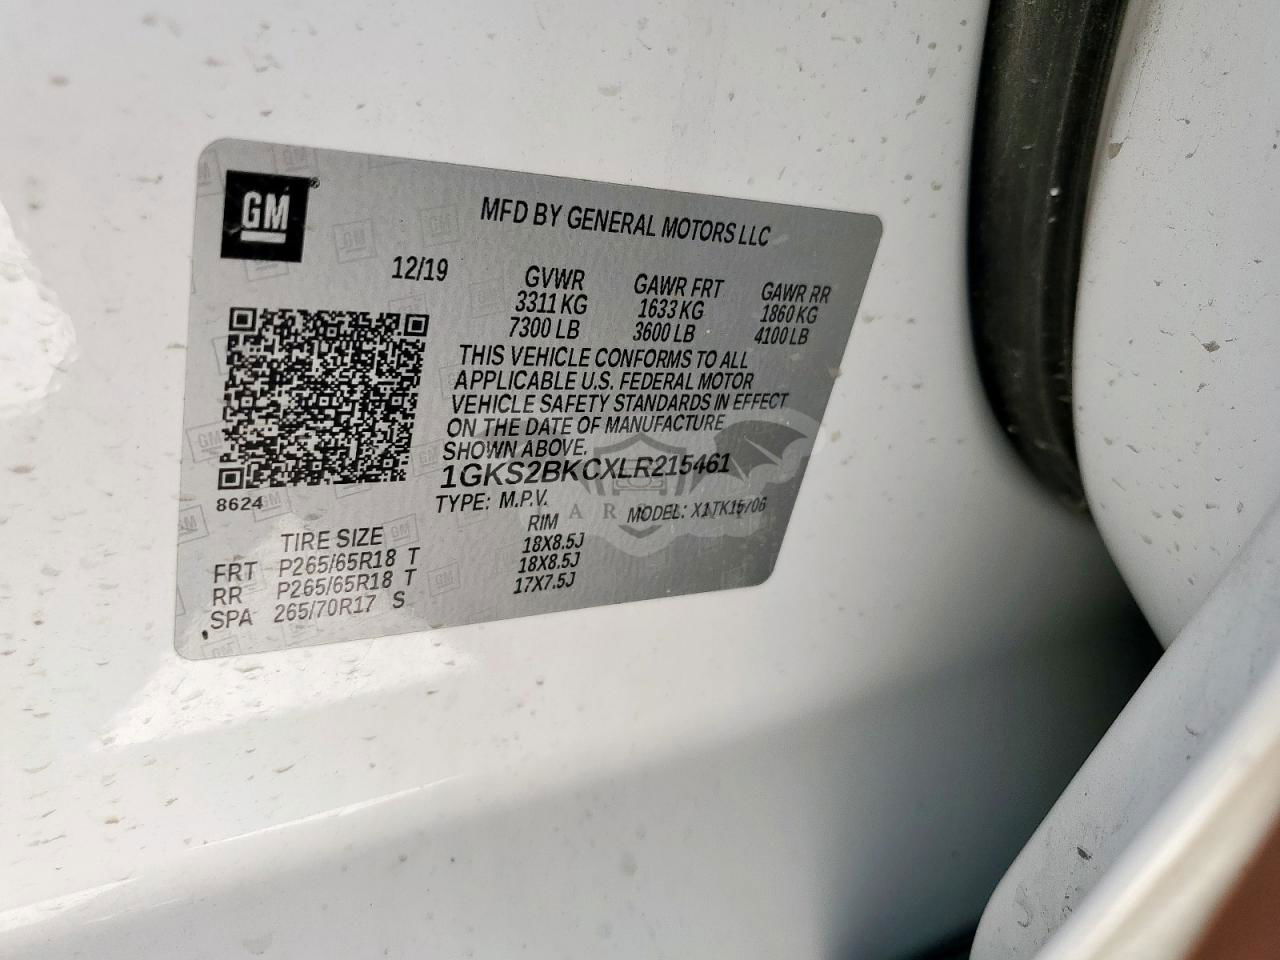 GM
MFD BY GENERAL MOTORS LLC
12/19
GVWR GAWR FRT GAWR RR
3311 KG 1633 KG 1860 KG
7300 LB 3600 LB 4100 LB
THIS VEHICLE CONFORMS TO ALL
APPLICABLE U.S. FEDERAL MOTOR
VEHICLE SAFETY STANDARDS IN EFFECT
ON THE DATE OF MANUFACTURE
SHOWN ABOVE.
1GKS2BKCXLR215461
8624
TYPE: M.P.V. MODEL: X1TK15706
TIRE SIZE RIM
FRT P265/65R18 T 18X8.5J
RR P265/65R18 T 18X8.5J
SPA 265/70R17 S 17X7.5J